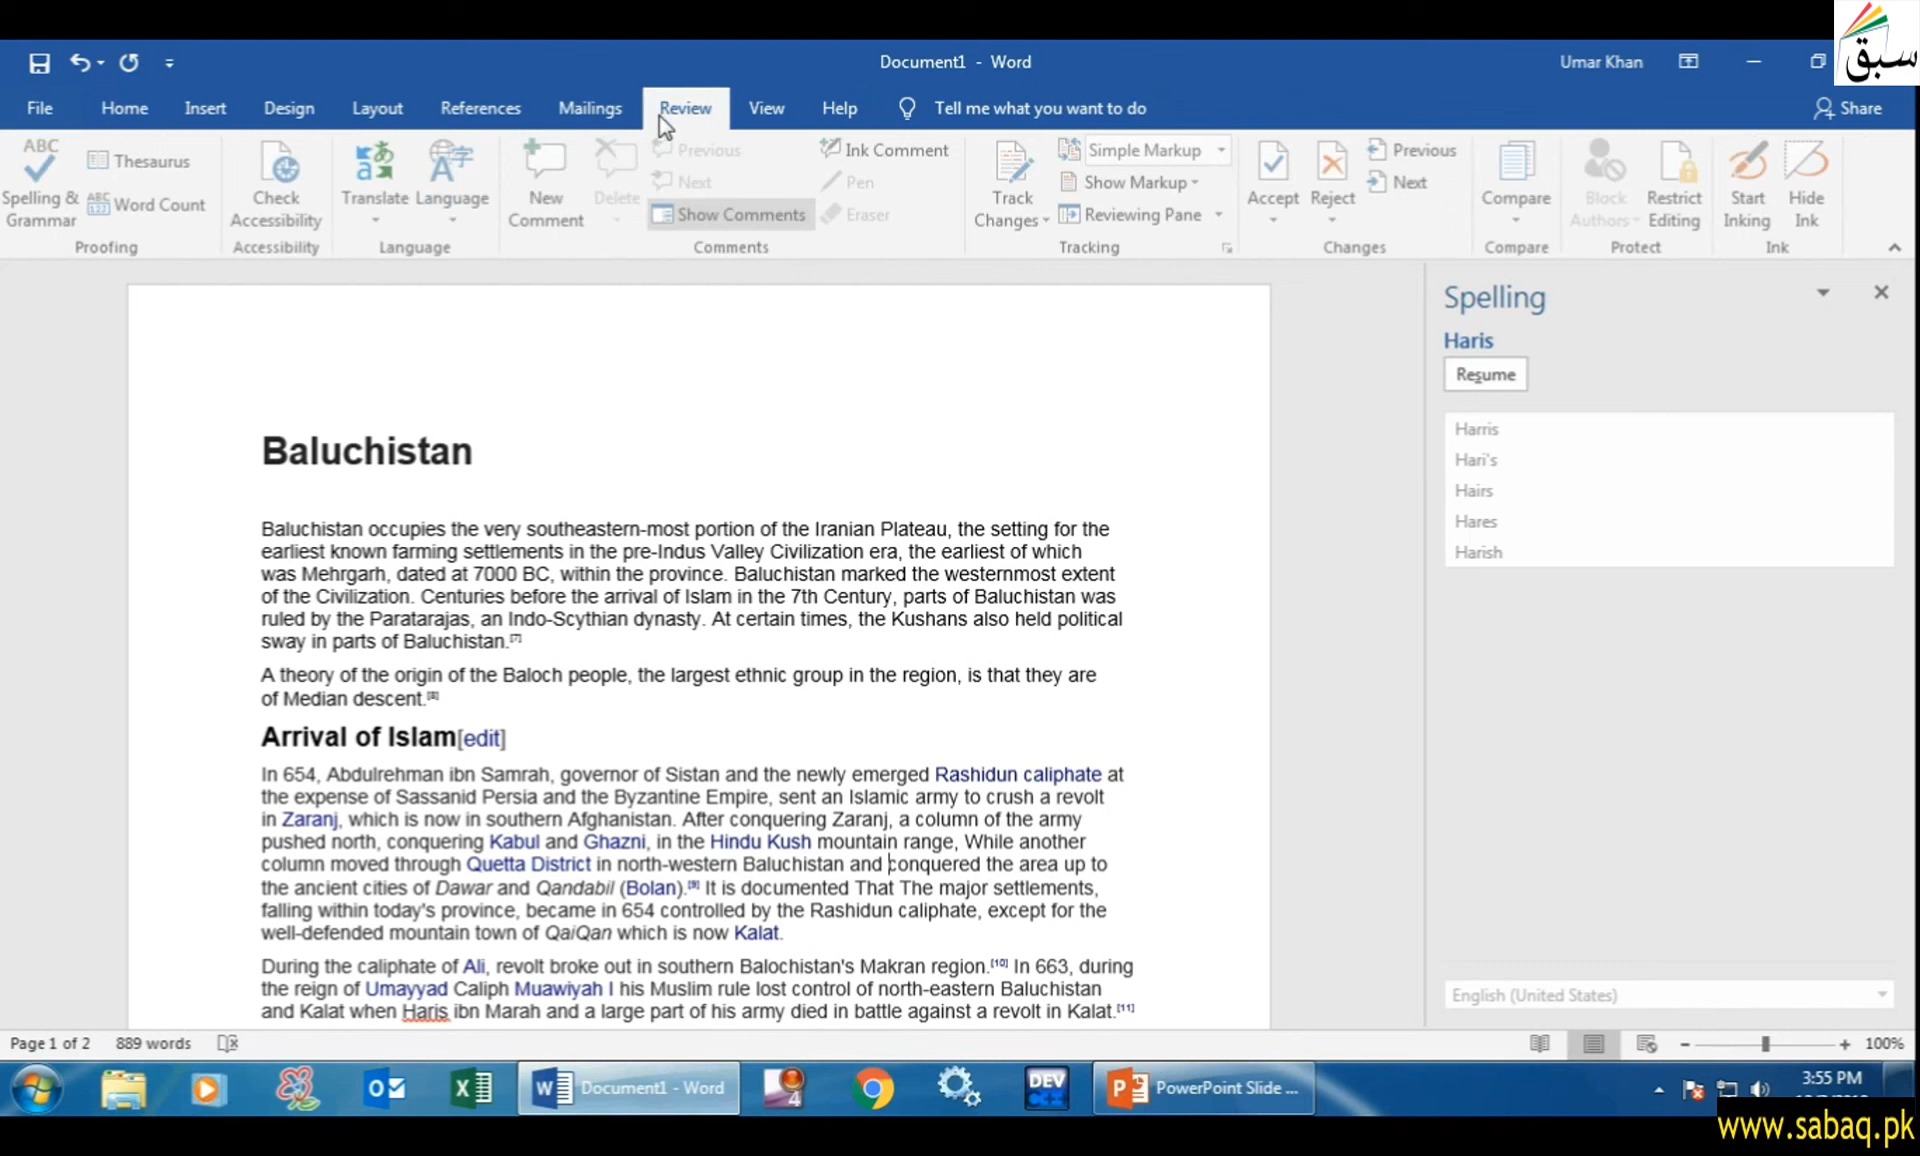 سبق
Document1 - Word
Umar Khan
File Home Insert Design Layout References Mailings Review View Help Tell me what you want to do Share
ABC
Spelling &
Grammar
Thesaurus
Word Count
Proofing
Check
Accessibility
Accessibility
Translate
Language
Language
New
Comment
Delete
Previous
Next
Show Comments
Ink Comment
Pen
Eraser
Comments
Track
Changes
Simple Markup
Show Markup
Reviewing Pane
Tracking
Accept
Reject
Previous
Next
Changes
Compare
Compare
Block
Authors
Restrict
Editing
Protect
Start
Inking
Hide
Ink
Ink
Baluchistan
Baluchistan occupies the very southeastern-most portion of the Iranian Plateau, the setting for the
earliest known farming settlements in the pre-Indus Valley Civilization era, the earliest of which
was Mehrgarh, dated at 7000 BC, within the province. Baluchistan marked the westernmost extent
of the Civilization. Centuries before the arrival of Islam in the 7th Century, parts of Baluchistan was
ruled by the Paratarajas, an Indo-Scythian dynasty. At certain times, the Kushans also held political
sway in parts of Baluchistan.[7]
A theory of the origin of the Baloch people, the largest ethnic group in the region, is that they are
of Median descent.[8]
Arrival of Islam[edit]
In 654, Abdulrehman ibn Samrah, governor of Sistan and the newly emerged Rashidun caliphate at
the expense of Sassanid Persia and the Byzantine Empire, sent an Islamic army to crush a revolt
in Zaranj, which is now in southern Afghanistan. After conquering Zaranj, a column of the army
pushed north, conquering Kabul and Ghazni, in the Hindu Kush mountain range, While another
column moved through Quetta District in north-western Baluchistan and conquered the area up to
the ancient cities of Dawar and Qandabil (Bolan).[9] It is documented That The major settlements,
falling within today's province, became in 654 controlled by the Rashidun caliphate, except for the
well-defended mountain town of QaiQan which is now Kalat.
During the caliphate of Ali, revolt broke out in southern Balochistan's Makran region.[10] In 663, during
the reign of Umayyad Caliph Muawiyah I his Muslim rule lost control of north-eastern Baluchistan
and Kalat when Haris ibn Marah and a large part of his army died in battle against a revolt in Kalat.[11]
Spelling
Haris
Resume
Harris
Hari's
Hairs
Hares
Harish
English (United States)
Page 1 of 2 889 words 100%
Document1 - Word
DEV
PowerPoint Slide ...
3:55 PM
www.sabaq.pk